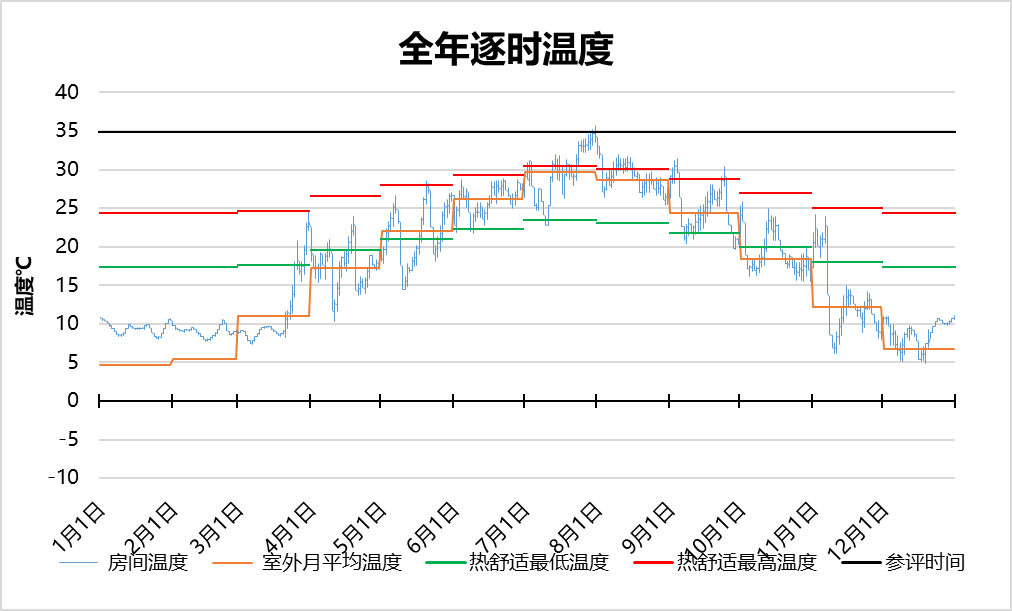 全年逐时温度
温度℃
40
35
30
25
20
15
10
5
0
-5
-10
1月1日
2月1日
3月1日
4月1日
5月1日
6月1日
7月1日
8月1日
9月1日
10月1日
11月1日
12月1日
房间温度
室外月平均温度
热舒适最低温度
热舒适最高温度
参评时间